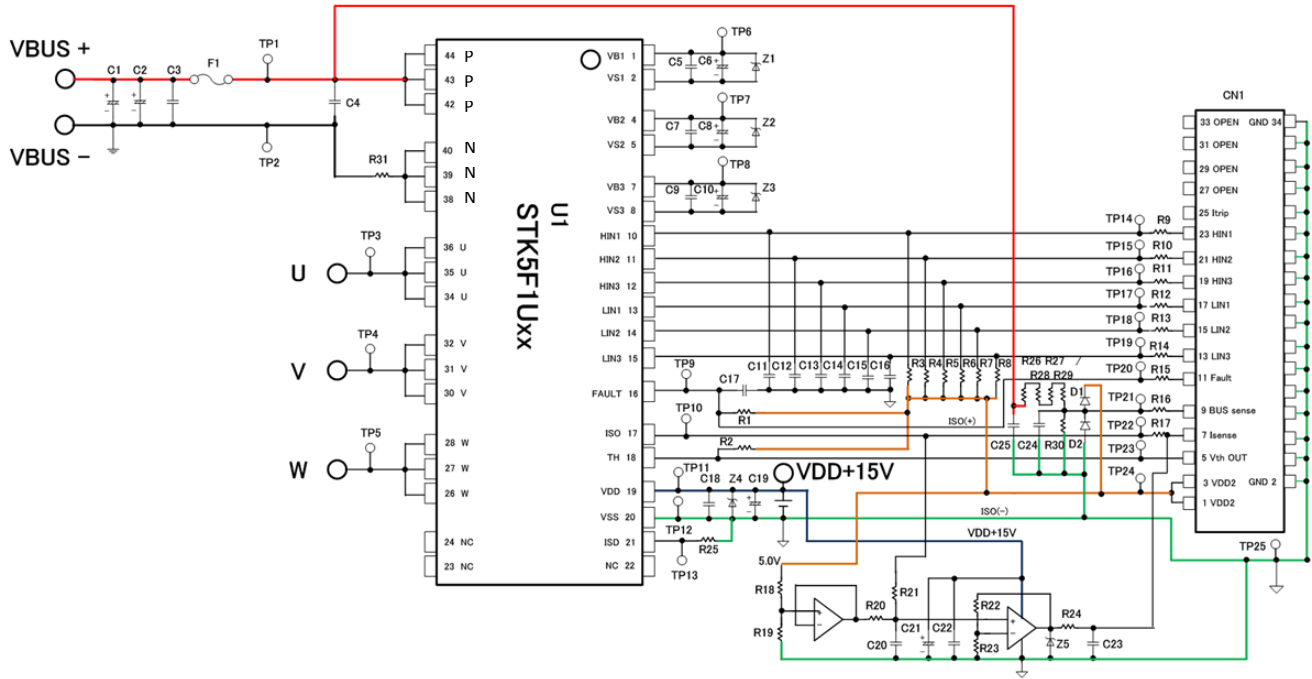 VBUS +
C1 C2 C3 F1 TP1
C4
VBUS -
TP2
R31
44 P
43 P
42 P
40 N
39 N
38 N
TP3
U
36 U
35 U
34 U
TP4
V
32 V
31 V
30 V
TP5
W
28 W
27 W
26 W
24 NC
23 NC
U1
STK5F1Uxx
VB1 1
VS1 2
VB2 4
VS2 5
VB3 7
VS3 8
HIN1 10
HIN2 11
HIN3 12
LIN1 13
LIN2 14
LIN3 15
FAULT 16
ISO 17
TH 18
VDD 19
VSS 20
ISD 21
NC 22
TP6
C5 C6 + - Z1
TP7
C7 C8 + - Z2
TP8
C9 C10 + - Z3
C11 C12 C13 C14 C15 C16
R3 R4 R5 R6 R7 R8
TP9
C17
TP10
R1
R2
ISO(+)
R26 R27
R28 R29
D1
C25 C24 R30 D2
TP11
C18 Z4 C19
VDD+15V
TP12
R25
TP13
ISO(-)
VDD+15V
5.0V
R18
R19
R20
R21
C20
C21
C22
R22
R23
Z5
R24
C23
TP14 R9
TP15 R10
TP16 R11
TP17 R12
TP18 R13
TP19 R14
TP20 R15
TP21 R16
TP22 R17
TP23
TP24
TP25
CN1
33 OPEN GND 34
31 OPEN
29 OPEN
27 OPEN
25 Itrip
23 HIN1
21 HIN2
19 HIN3
17 LIN1
15 LIN2
13 LIN3
11 Fault
9 BUS sense
7 Isense
5 Vth OUT
3 VDD2 GND 2
1 VDD2